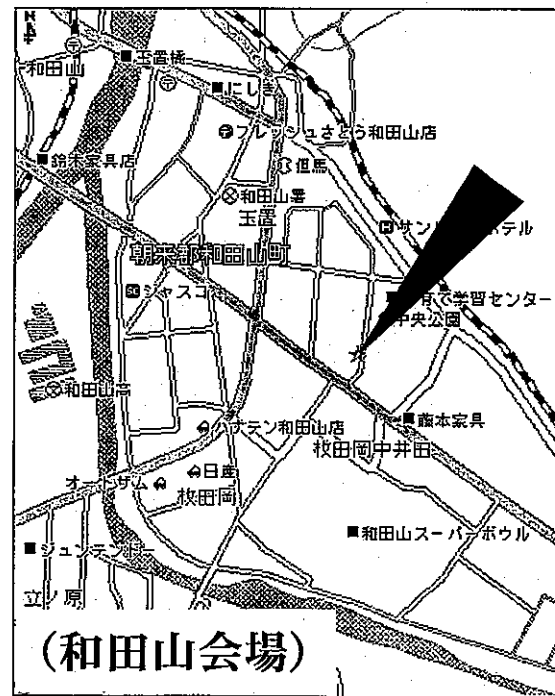 玉置橋
和田山
にしき
フレッシュさとう和田山店
鈴木家具店
但馬
和田山署
玉置
サン
ホテル
朝来郡和田山町
ジャスコ
育て学習センター
中央公園
和田山高
ハナテン和田山店
藤本家具
枚田岡中井田
日産
オートザム
枚田岡
和田山スーパーボウル
ジュンテンドー
立ノ原
(和田山会場)